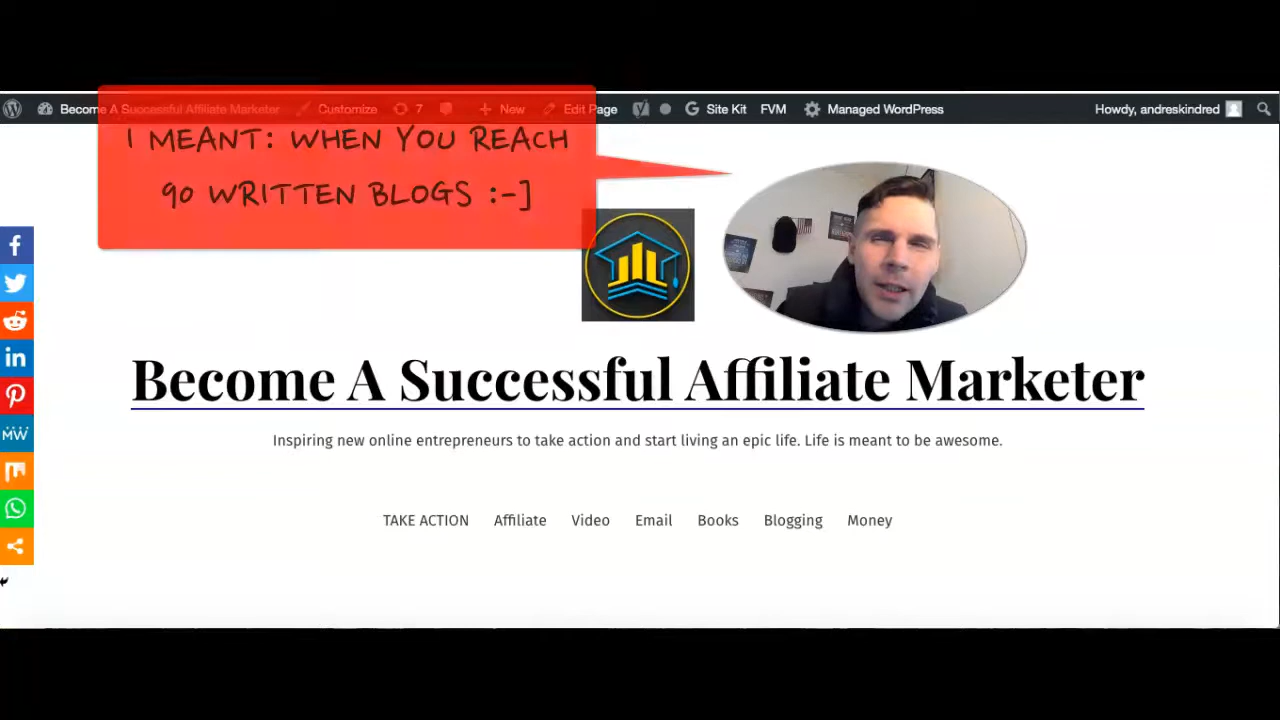 Become A Successful Affiliate Marketer Customize 7 New Edit Page Site Kit FVM Managed WordPress Howdy, andreskindred
I MEANT: WHEN YOU REACH
90 WRITTEN BLOGS :-]
Become A Successful Affiliate Marketer
Inspiring new online entrepreneurs to take action and start living an epic life. Life is meant to be awesome.
TAKE ACTION Affiliate Video Email Books Blogging Money
MW